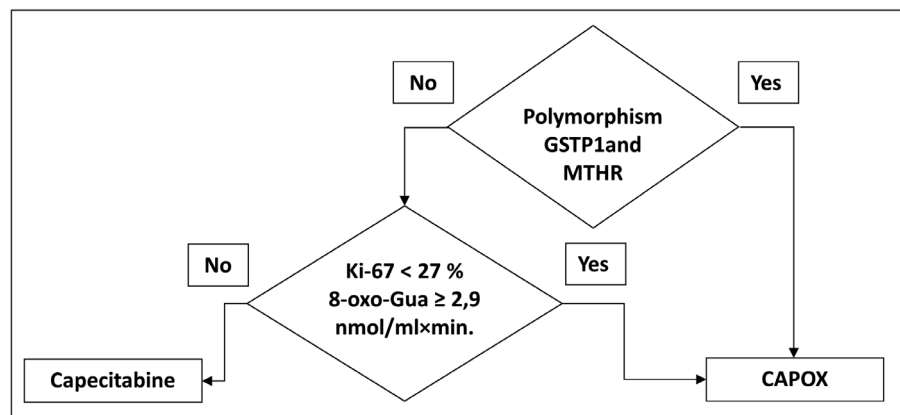 No
Yes
Polymorphism
GSTP1and
MTHR
No
Yes
Ki-67 < 27 %
8-oxo-Gua ≥ 2,9
nmol/ml×min.
Capecitabine
CAPOX